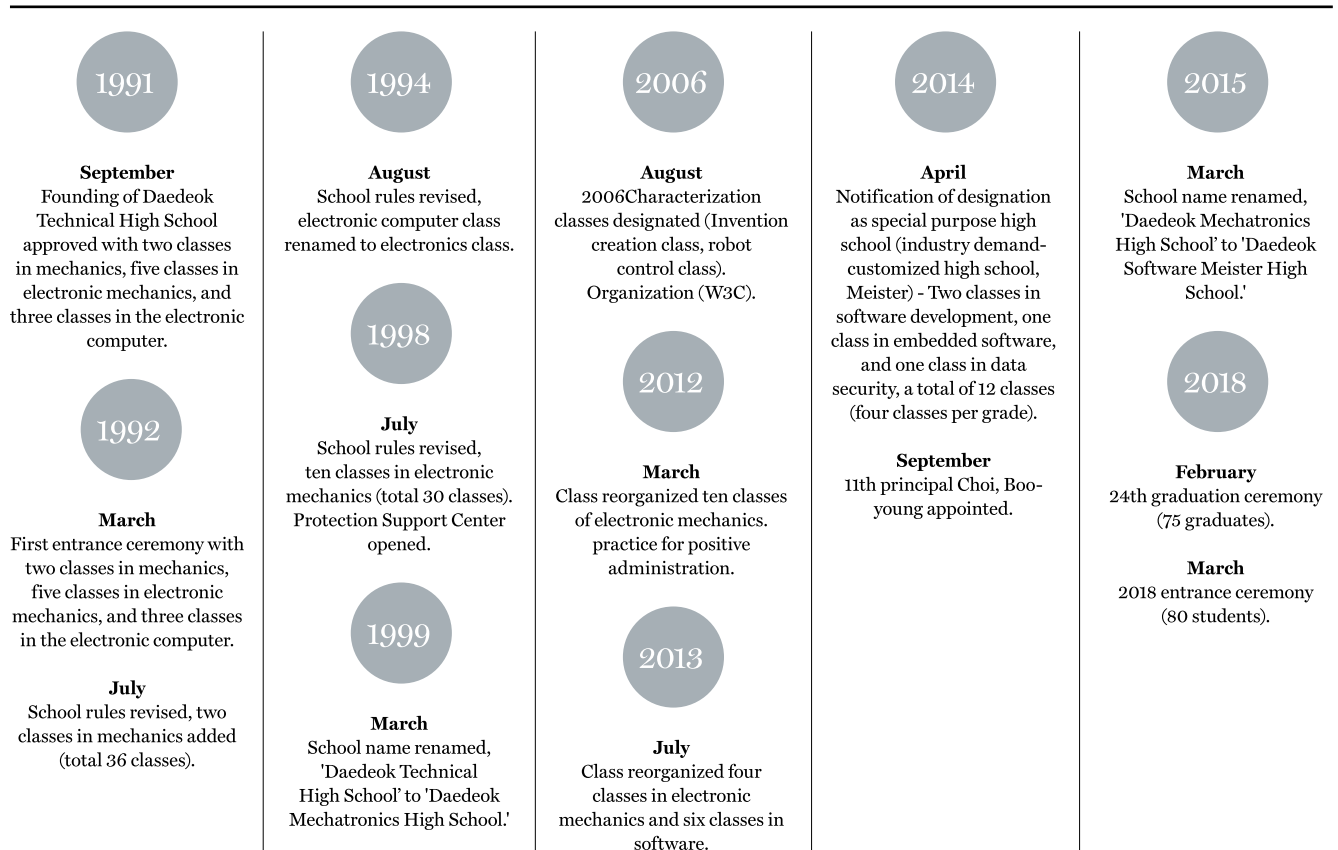 1991
September
Founding of Daedeok
Technical High School
approved with two classes
in mechanics, five classes in
electronic mechanics, and
three classes in the electronic
computer.
1992
March
First entrance ceremony with
two classes in mechanics,
five classes in electronic
mechanics, and three classes
in the electronic computer.
July
School rules revised, two
classes in mechanics added
(total 36 classes).
1994
August
School rules revised,
electronic computer class
renamed to electronics class.
1998
July
School rules revised,
ten classes in electronic
mechanics (total 30 classes).
Protection Support Center
opened.
1999
March
School name renamed,
'Daedeok Technical
High School’ to 'Daedeok
Mechatronics High School.'
2006
August
2006Characterization
classes designated (Invention
creation class, robot
control class).
Organization (W3C).
2012
March
Class reorganized ten classes
of electronic mechanics.
practice for positive
administration.
2013
July
Class reorganized four
classes in electronic
mechanics and six classes in
software.
2014
April
Notification of designation
as special purpose high
school (industry demand-
customized high school,
Meister) - Two classes in
software development, one
class in embedded software,
and one class in data
security, a total of 12 classes
(four classes per grade).
September
11th principal Choi, Boo-
young appointed.
2015
March
School name renamed,
'Daedeok Mechatronics
High School’ to 'Daedeok
Software Meister High
School.'
2018
February
24th graduation ceremony
(75 graduates).
March
2018 entrance ceremony
(80 students).